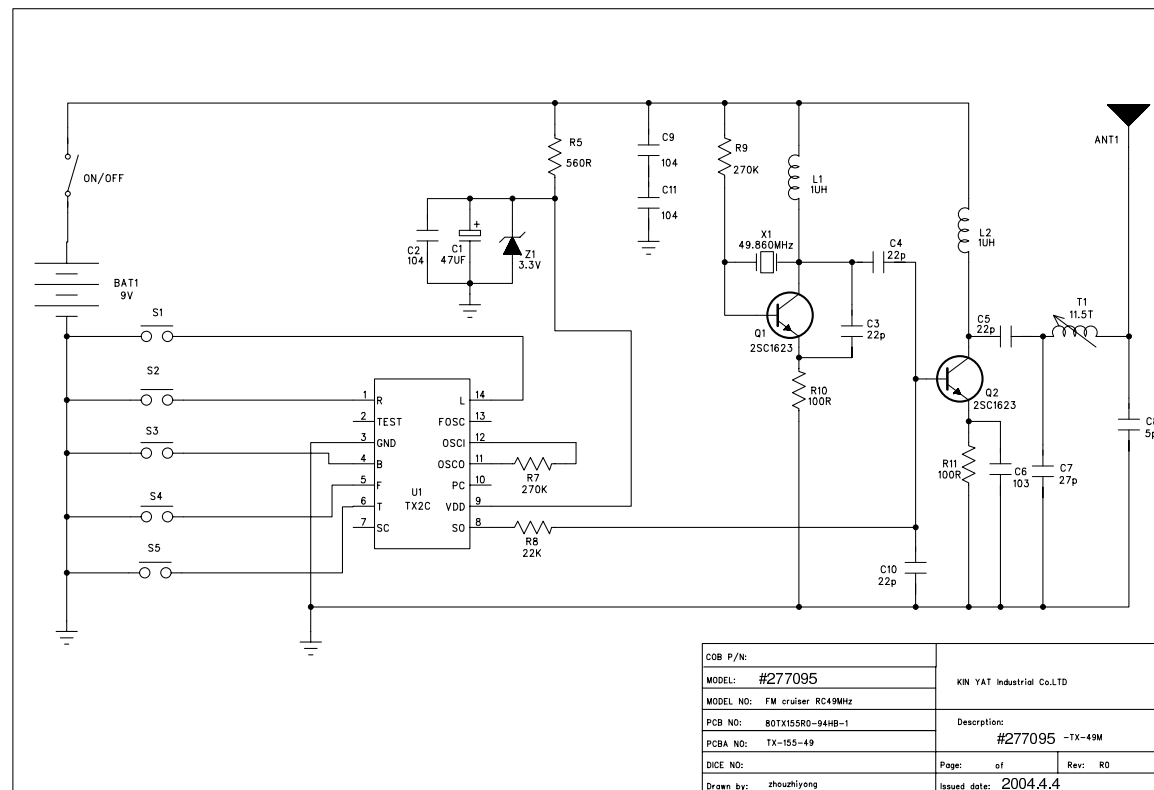 ON/OFF
BAT1
9V
R5
560R
C9
104
C11
104
R9
270K
L1
1UH
ANT1
C2
104
C1
47UF
+
Z1
3.3V
X1
49.860MHz
C4
22p
L2
1UH
Q1
2SC1623
C3
22p
C5
22p
T1
11.5T
Q2
2SC1623
R10
100R
R11
100R
C6
103
C7
27p
C8
5p
S1
S2
S3
S4
S5
1 R L 14
2 TEST FOSC 13
3 GND OSCI 12
4 B OSCO 11
5 F PC 10
6 T VDD 9
7 SC SO 8
U1
TX2C
R7
270K
R8
22K
C10
22p
COB P/N:
MODEL: #277095
KIN YAT Industrial Co.LTD
MODEL NO: FM cruiser RC49MHz
PCB NO: 80TX155R0-94HB-1
Descrption:
#277095 -TX-49M
PCBA NO: TX-155-49
DICE NO:
Page: of
Rev: R0
Drawn by: zhouzhiyong
Issued date: 2004.4.4